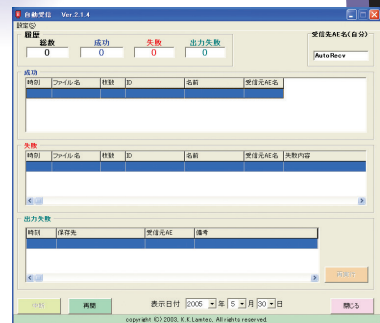 自動受信 Ver.2.1.4
設定(S)
履歴
総数 成功 失敗 出力失敗
0 0 0 0
受信先AE名(自分)
AutoRecv
成功
時刻 ファイル名 枚数 ID 名前 受信元AE名
失敗
時刻 ファイル名 枚数 ID 名前 受信元AE名 失敗内容
出力失敗
時刻 保存先 受信元AE 備考
再実行
中断 再開 表示日付 2005 年 5 月 30 日 閉じる
copyright (C) 2003, K.K.Lamtec. All rights reserved